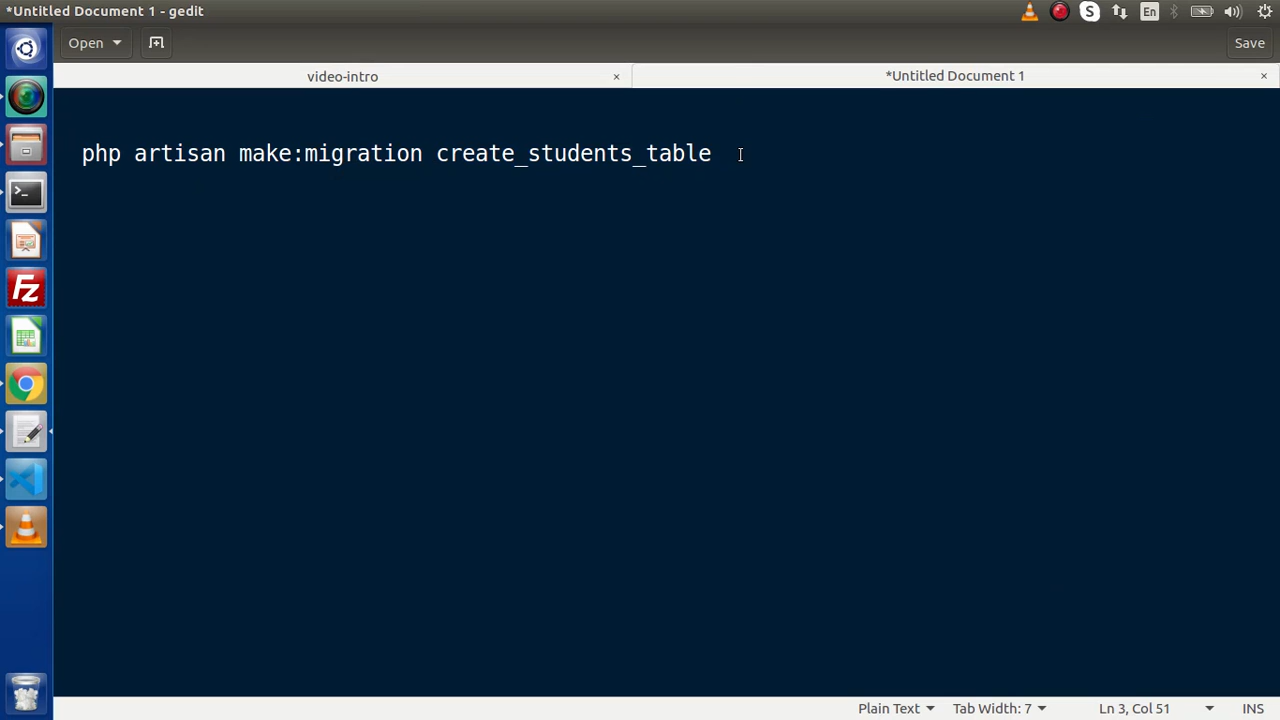 *Untitled Document 1 - gedit
S
En
Open
Save
video-intro
×
*Untitled Document 1
×
php artisan make:migration create_students_table
>_
Fz
Plain Text
Tab Width: 7
Ln 3, Col 51
INS